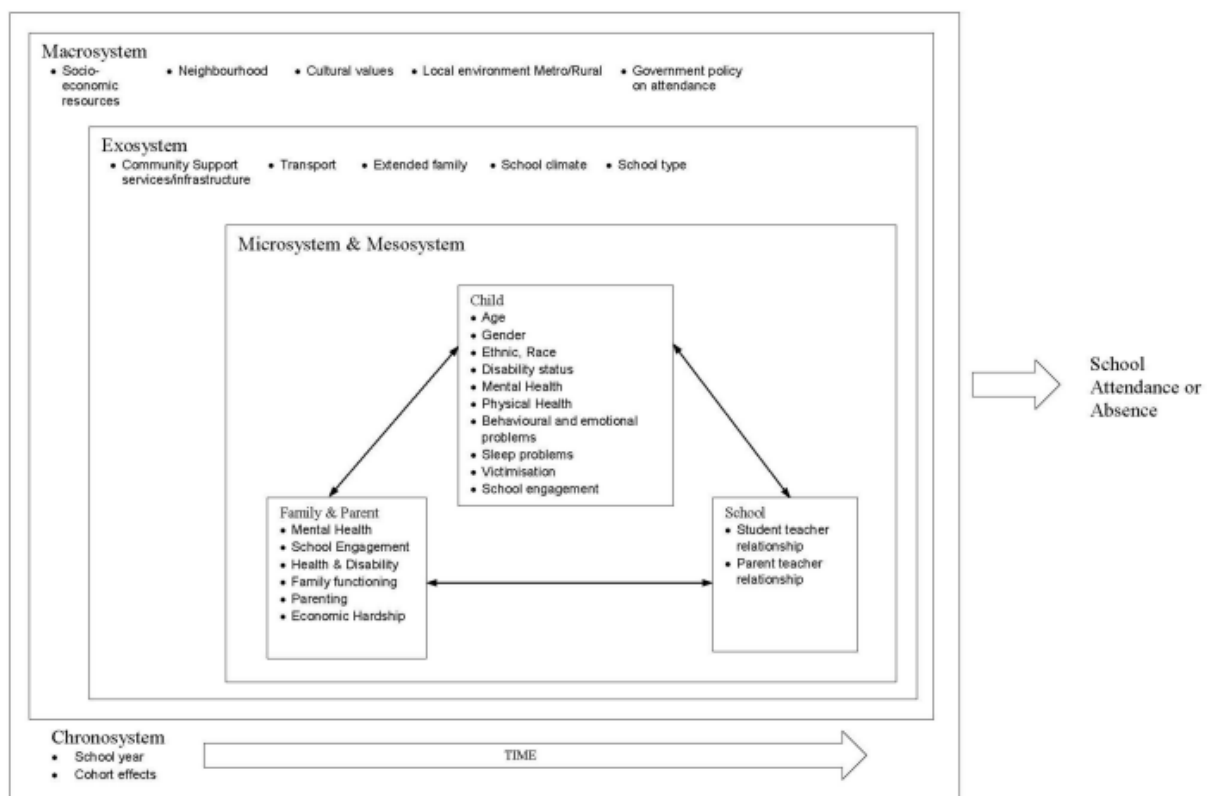 Macrosystem
• Socio-
economic
resources
• Neighbourhood
• Cultural values
• Local environment Metro/Rural
• Government policy
on attendance
Exosystem
• Community Support
services/infrastructure
• Transport
• Extended family
• School climate
• School type
Microsystem & Mesosystem
Child
• Age
• Gender
• Ethnic, Race
• Disability status
• Mental Health
• Physical Health
• Behavioural and emotional
problems
• Sleep problems
• Victimisation
• School engagement
Family & Parent
• Mental Health
• School Engagement
• Health & Disability
• Family functioning
• Parenting
• Economic Hardship
School
• Student teacher
relationship
• Parent teacher
relationship
School
Attendance or
Absence
Chronosystem
• School year
• Cohort effects
TIME